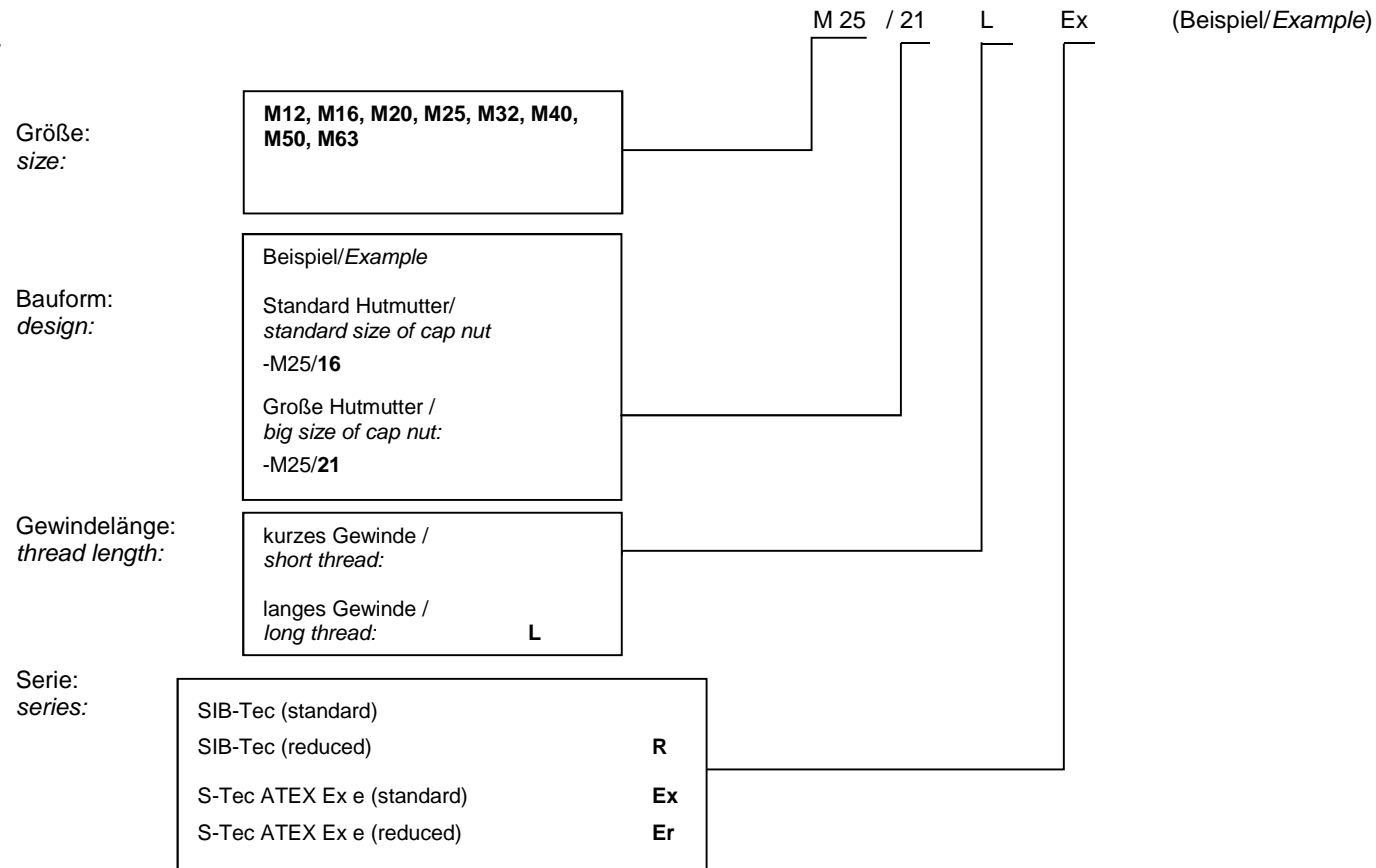 M 25 / 21 L Ex (Beispiel/Example)
Größe:
size:
M12, M16, M20, M25, M32, M40,
M50, M63
Bauform:
design:
Beispiel/Example
Standard Hutmutter/
standard size of cap nut
-M25/16
Große Hutmutter /
big size of cap nut:
-M25/21
Gewindelänge:
thread length:
kurzes Gewinde /
short thread:
langes Gewinde /
long thread: L
Serie:
series:
SIB-Tec (standard)
SIB-Tec (reduced) R
S-Tec ATEX Ex e (standard) Ex
S-Tec ATEX Ex e (reduced) Er